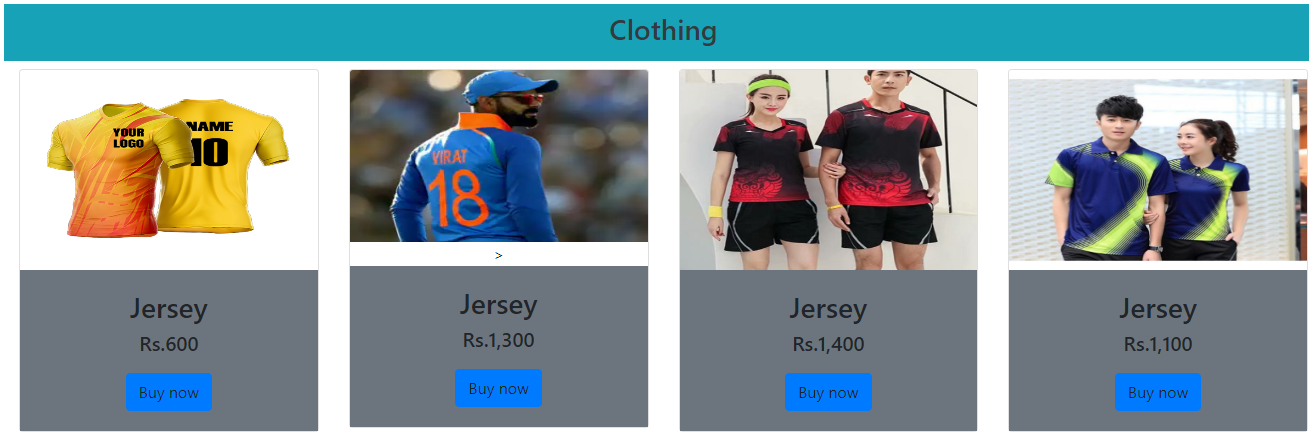 Clothing
YOUR
LOGO
NAME
10
VIRAT
18
>
Jersey
Rs.600
Buy now
Jersey
Rs.1,300
Buy now
Jersey
Rs.1,400
Buy now
Jersey
Rs.1,100
Buy now